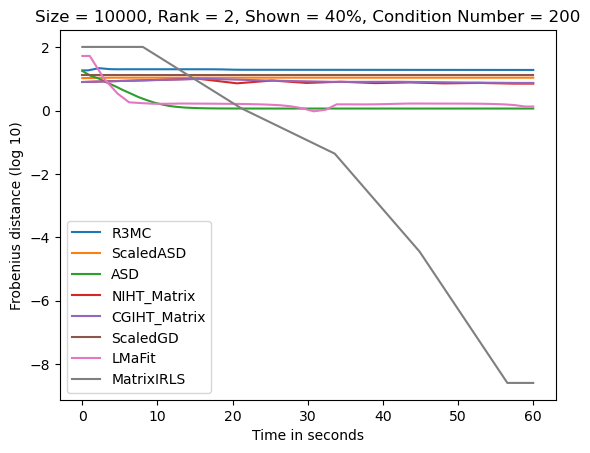 Size = 10000, Rank = 2, Shown = 40%, Condition Number = 200
Frobenius distance (log 10)
2
0
−2
−4
−6
−8
R3MC
ScaledASD
ASD
NIHT_Matrix
CGIHT_Matrix
ScaledGD
LMaFit
MatrixIRLS
0 10 20 30 40 50 60
Time in seconds